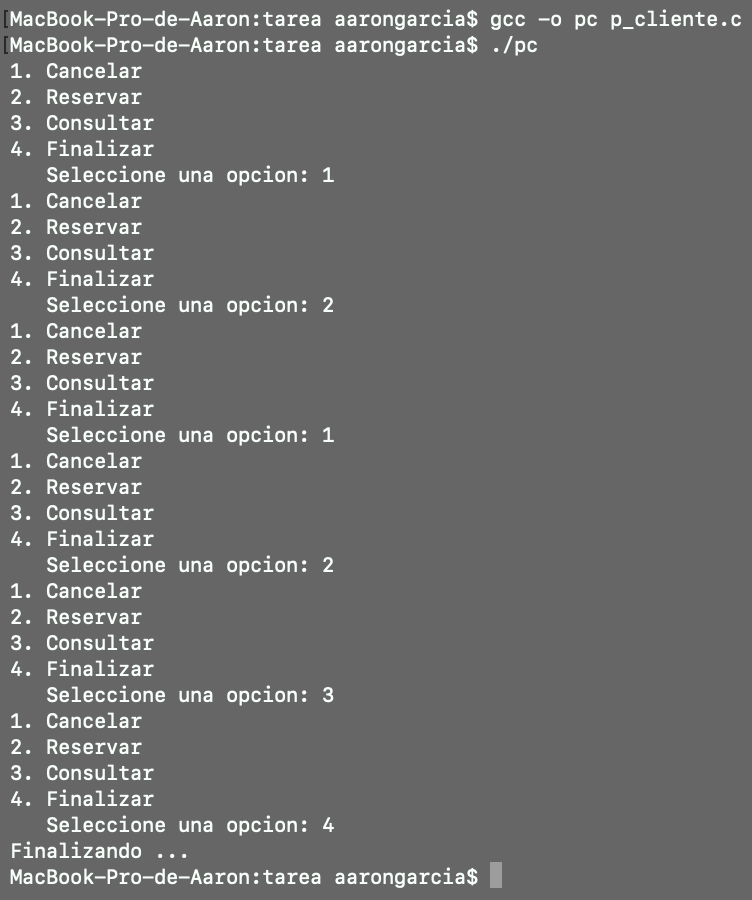 [MacBook-Pro-de-Aaron:tarea aarongarcia$ gcc -o pc p_cliente.c
[MacBook-Pro-de-Aaron:tarea aarongarcia$ ./pc
1. Cancelar
2. Reservar
3. Consultar
4. Finalizar
   Seleccione una opcion: 1
1. Cancelar
2. Reservar
3. Consultar
4. Finalizar
   Seleccione una opcion: 2
1. Cancelar
2. Reservar
3. Consultar
4. Finalizar
   Seleccione una opcion: 1
1. Cancelar
2. Reservar
3. Consultar
4. Finalizar
   Seleccione una opcion: 2
1. Cancelar
2. Reservar
3. Consultar
4. Finalizar
   Seleccione una opcion: 3
1. Cancelar
2. Reservar
3. Consultar
4. Finalizar
   Seleccione una opcion: 4
Finalizando ...
MacBook-Pro-de-Aaron:tarea aarongarcia$